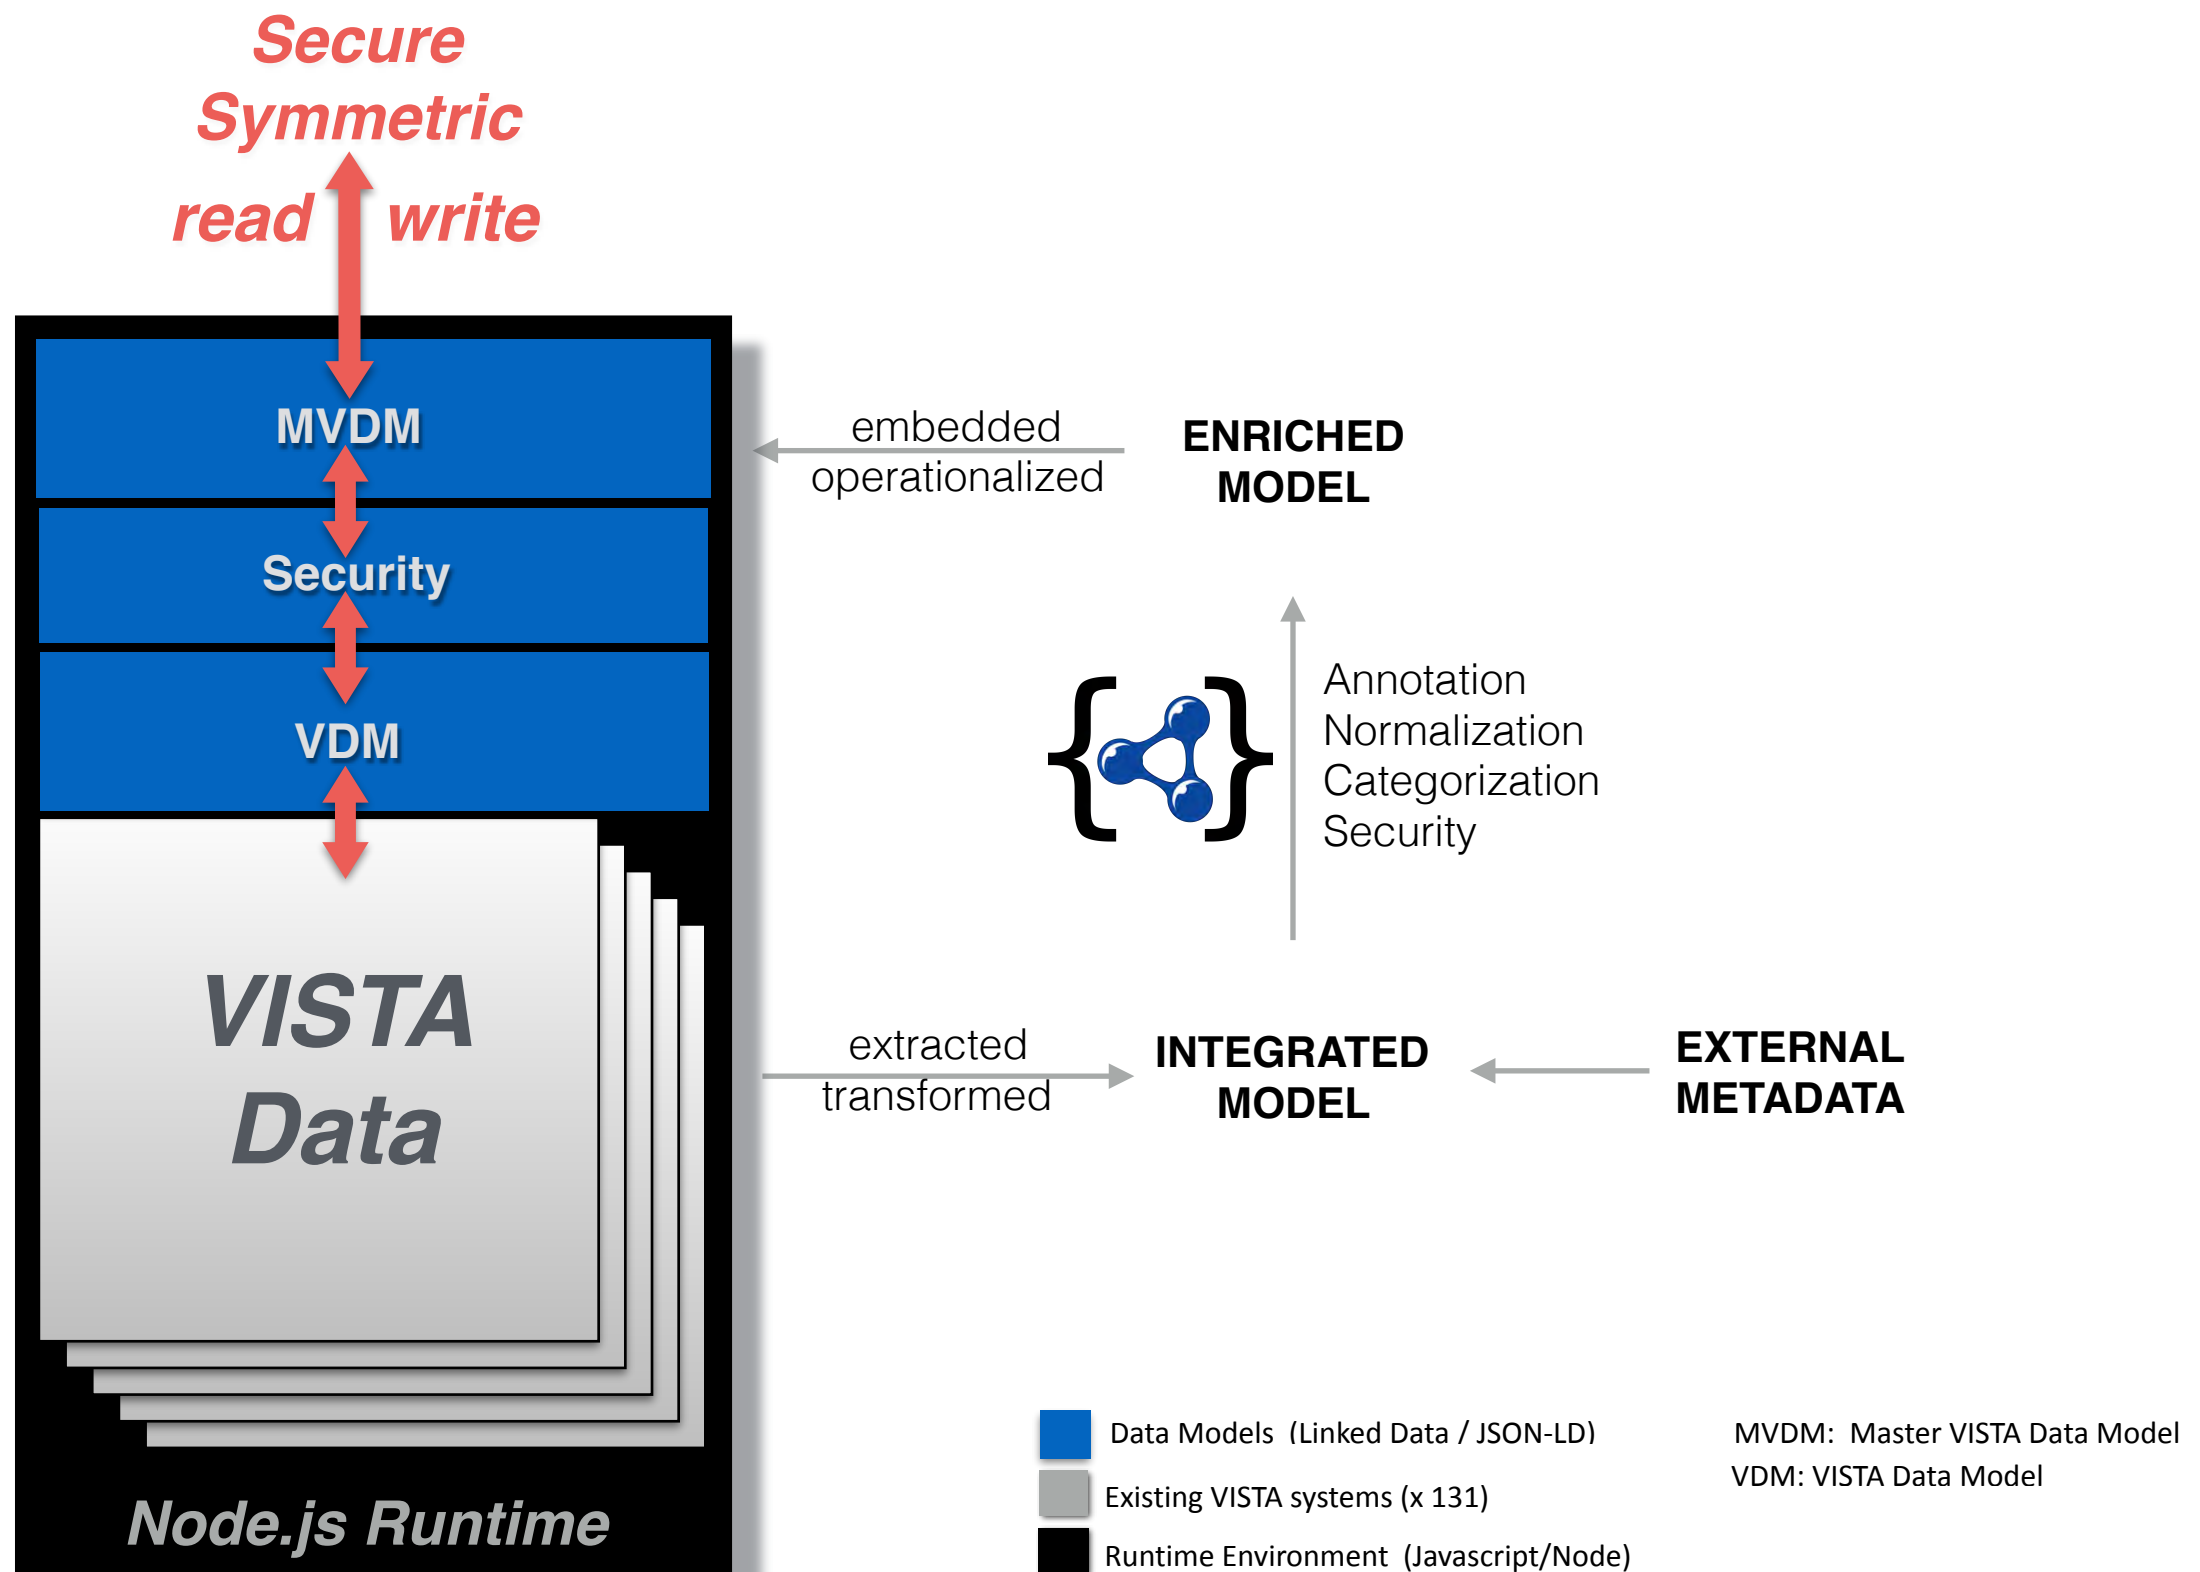 Secure
Symmetric
read write
MVDM
Security
VDM
VISTA
Data
Node.js Runtime
embedded
operationalized
ENRICHED
MODEL
{ }
Annotation
Normalization
Categorization
Security
extracted
transformed
INTEGRATED
MODEL
EXTERNAL
METADATA
Data Models (Linked Data / JSON-LD)
Existing VISTA systems (x 131)
Runtime Environment (Javascript/Node)
MVDM: Master VISTA Data Model
VDM: VISTA Data Model